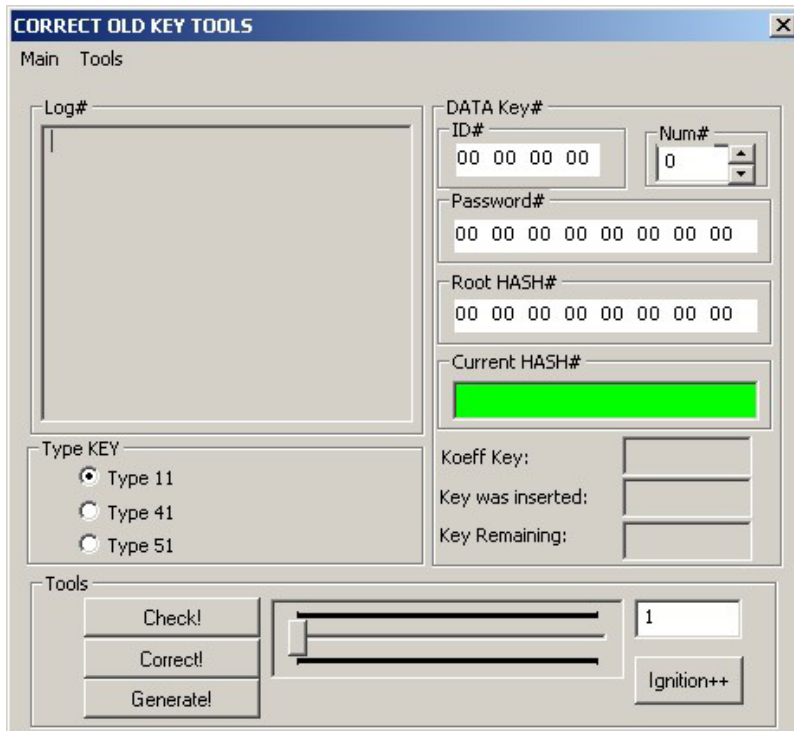 CORRECT OLD KEY TOOLS
Main Tools
Log#
DATA Key#
ID#
00 00 00 00
Num#
0
Password#
00 00 00 00 00 00 00 00
Root HASH#
00 00 00 00 00 00 00 00
Current HASH#
Type KEY
Type 11
Type 41
Type 51
Koeff Key:
Key was inserted:
Key Remaining:
Tools
Check!
Correct!
Generate!
1
Ignition++